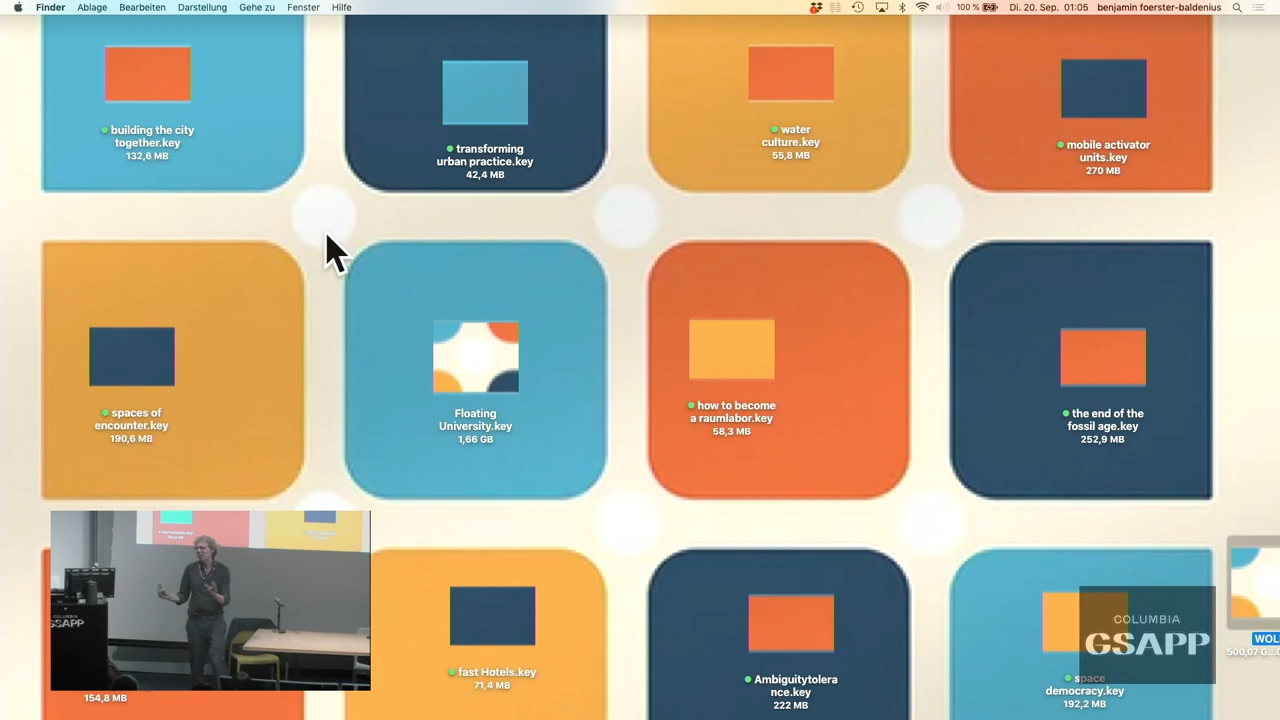 Finder Ablage Bearbeiten Darstellung Gehe zu Fenster Hilfe 100 % Di. 20. Sep. 01:05 benjamin foerster-baldenius
building the city
together.key
132,6 MB
transforming
urban practice.key
42,4 MB
water
culture.key
55,8 MB
mobile activator
units.key
270 MB
spaces of
encounter.key
190,6 MB
Floating
University.key
1,66 GB
how to become
a raumlabor.key
58,3 MB
the end of the
fossil age.key
252,9 MB
154,8 MB
fast Hotels.key
71,4 MB
Ambiguitytolera
nce.key
222 MB
space
democracy.key
192,2 MB
WOL
500,07 G...
COLUMBIA
GSAPP
COLUMBIA
GSAPP